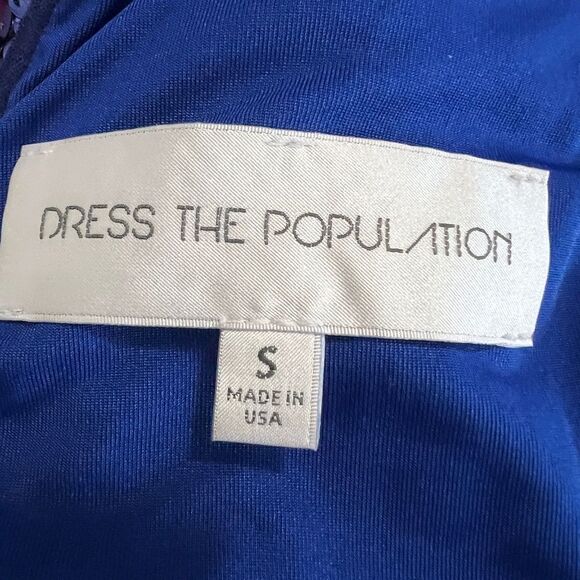 DRESS THE POPULATION
S
MADE IN
USA